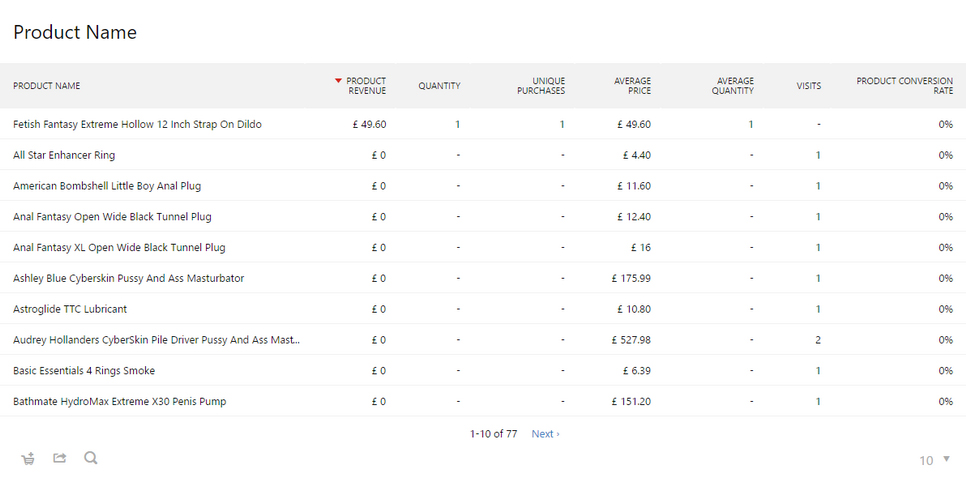 Product Name
PRODUCT NAME PRODUCT REVENUE QUANTITY UNIQUE PURCHASES AVERAGE PRICE AVERAGE QUANTITY VISITS PRODUCT CONVERSION RATE
Fetish Fantasy Extreme Hollow 12 Inch Strap On Dildo £ 49.60 1 1 £ 49.60 1 - 0%
All Star Enhancer Ring £ 0 - - £ 4.40 - 1 0%
American Bombshell Little Boy Anal Plug £ 0 - - £ 11.60 - 1 0%
Anal Fantasy Open Wide Black Tunnel Plug £ 0 - - £ 12.40 - 1 0%
Anal Fantasy XL Open Wide Black Tunnel Plug £ 0 - - £ 16 - 1 0%
Ashley Blue Cyberskin Pussy And Ass Masturbator £ 0 - - £ 175.99 - 1 0%
Astroglide TTC Lubricant £ 0 - - £ 10.80 - 1 0%
Audrey Hollanders CyberSkin Pile Driver Pussy And Ass Mast... £ 0 - - £ 527.98 - 2 0%
Basic Essentials 4 Rings Smoke £ 0 - - £ 6.39 - 1 0%
Bathmate HydroMax Extreme X30 Penis Pump £ 0 - - £ 151.20 - 1 0%
1-10 of 77 Next ›
10